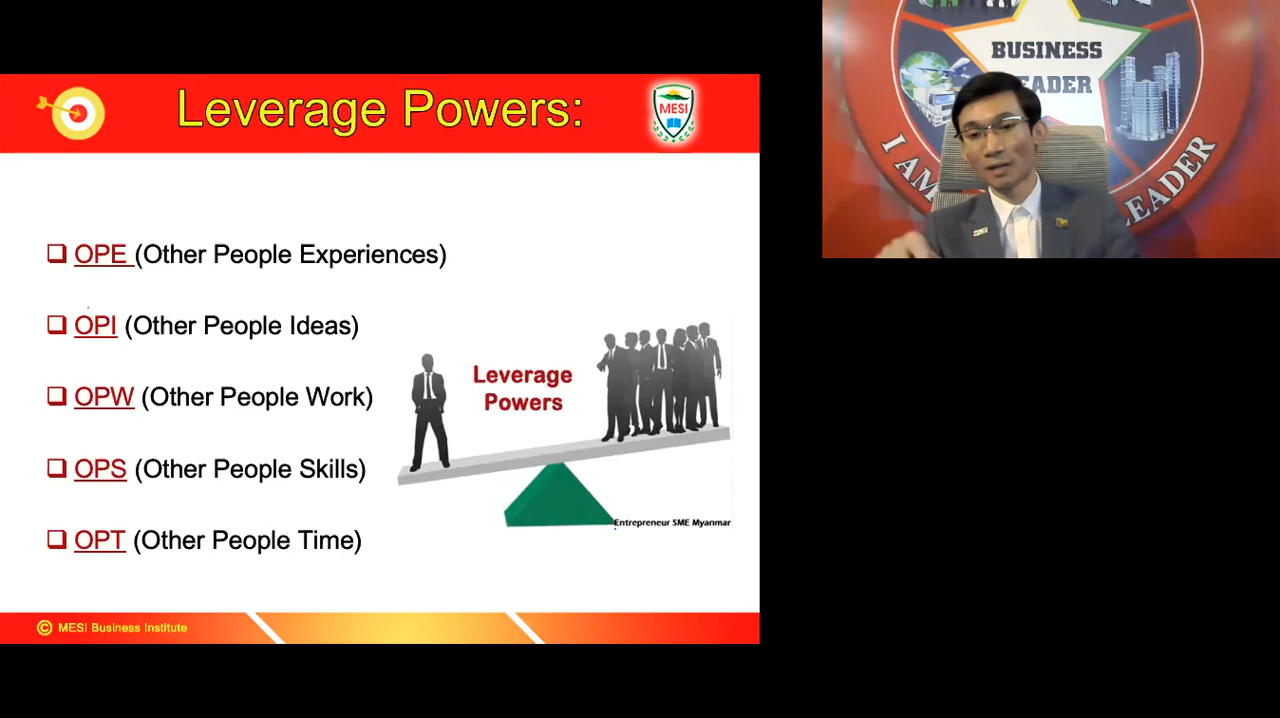 Leverage Powers:
MESI
OPE (Other People Experiences)
OPI (Other People Ideas)
OPW (Other People Work)
OPS (Other People Skills)
OPT (Other People Time)
Leverage
Powers
Entrepreneur SME Myanmar
© MESI Business Institute
BUSINESS
LEADER
I AM
LEADER